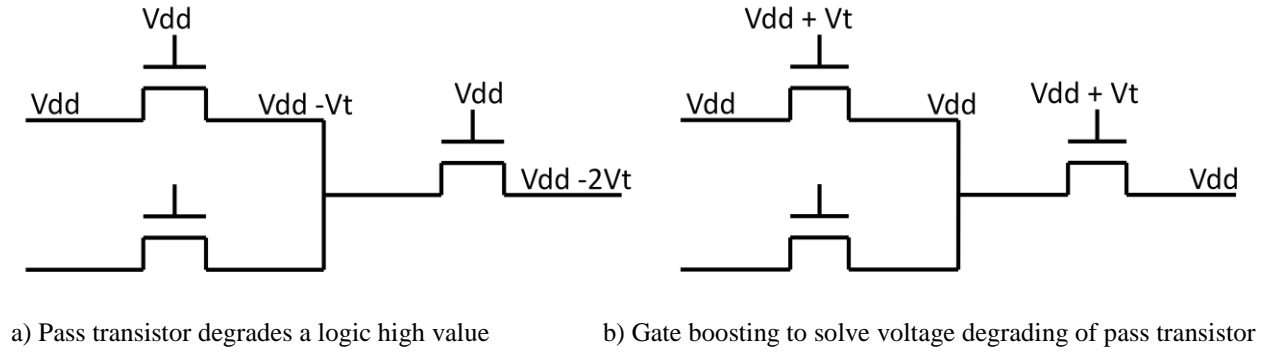 Vdd
Vdd
Vdd -Vt
Vdd
Vdd -2Vt
Vdd + Vt
Vdd
Vdd
Vdd + Vt
Vdd
a) Pass transistor degrades a logic high value
b) Gate boosting to solve voltage degrading of pass transistor